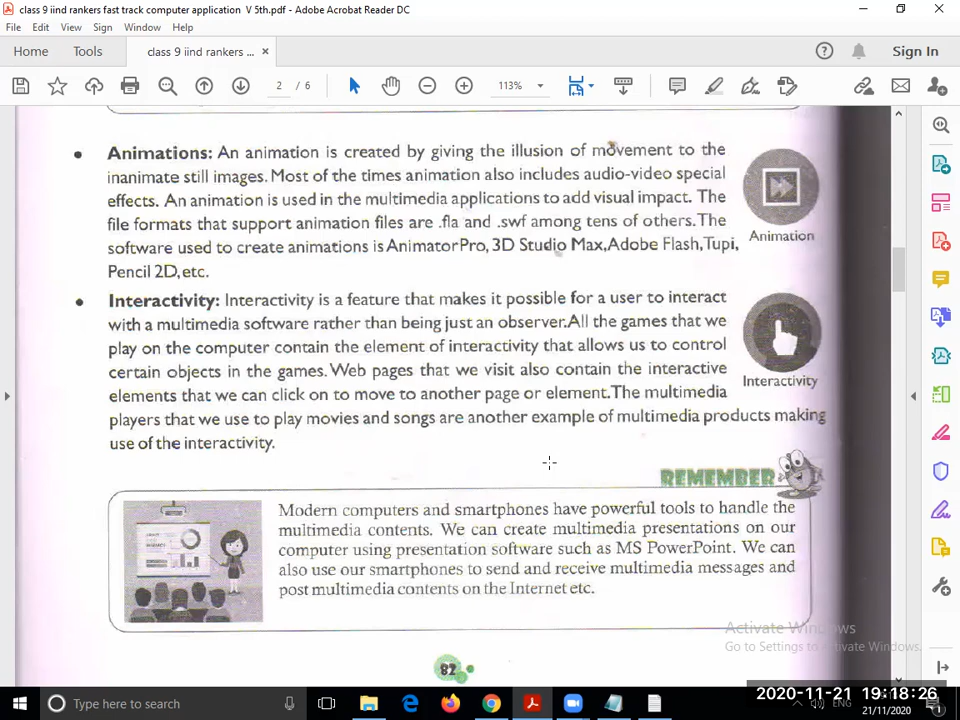 class 9 iind rankers fast track computer application V 5th.pdf - Adobe Acrobat Reader DC
File Edit View Sign Window Help
Home Tools class 9 iind rankers ... × Sign In
2 / 6 113%
• Animations: An animation is created by giving the illusion of movement to the
inanimate still images. Most of the times animation also includes audio-video special
effects. An animation is used in the multimedia applications to add visual impact. The
file formats that support animation files are .fla and .swf among tens of others. The
software used to create animations is Animator Pro, 3D Studio Max, Adobe Flash, Tupi,
Pencil 2D, etc.
Animation
• Interactivity: Interactivity is a feature that makes it possible for a user to interact
with a multimedia software rather than being just an observer. All the games that we
play on the computer contain the element of interactivity that allows us to control
certain objects in the games. Web pages that we visit also contain the interactive
elements that we can click on to move to another page or element. The multimedia
players that we use to play movies and songs are another example of multimedia products making
use of the interactivity.
Interactivity
REMEMBER
Modern computers and smartphones have powerful tools to handle the
multimedia contents. We can create multimedia presentations on our
computer using presentation software such as MS PowerPoint. We can
also use our smartphones to send and receive multimedia messages and
post multimedia contents on the Internet etc.
82
Activate Windows
Go to Settings to activate Windows.
Type here to search
ENG
2020-11-21 19:18:26
21/11/2020